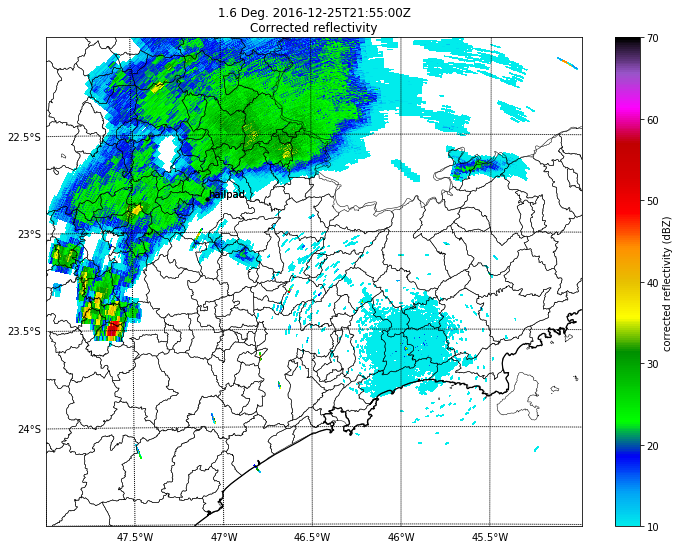 1.6 Deg. 2016-12-25T21:55:00Z
Corrected reflectivity
22.5°S
23°S
23.5°S
24°S
47.5°W
47°W
46.5°W
46°W
45.5°W
hailpad
70
60
50
40
30
20
10
corrected reflectivity (dBZ)